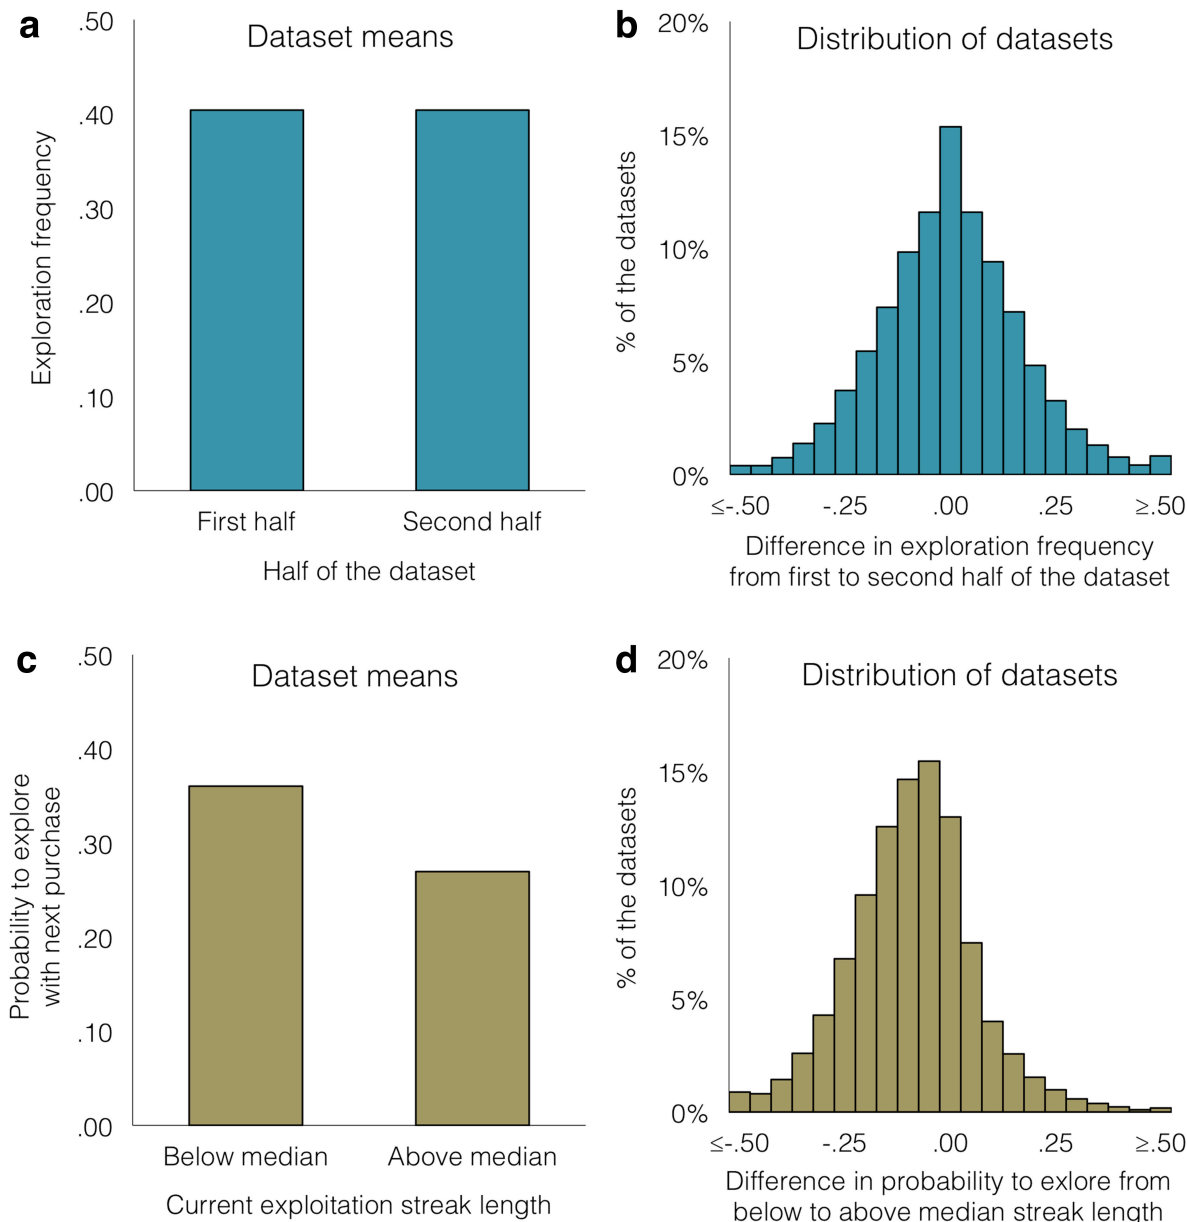 a
Dataset means
.50
.40
.30
.20
.10
.00
Exploration frequency
First half
Second half
Half of the dataset
b
Distribution of datasets
20%
15%
10%
5%
0%
% of the datasets
≤-.50
-.25
.00
.25
≥.50
Difference in exploration frequency
from first to second half of the dataset
c
Dataset means
.50
.40
.30
.20
.10
.00
Probability to explore
with next purchase
Below median
Above median
Current exploitation streak length
d
Distribution of datasets
20%
15%
10%
5%
0%
% of the datasets
≤-.50
-.25
.00
.25
≥.50
Difference in probability to exlore from
below to above median streak length